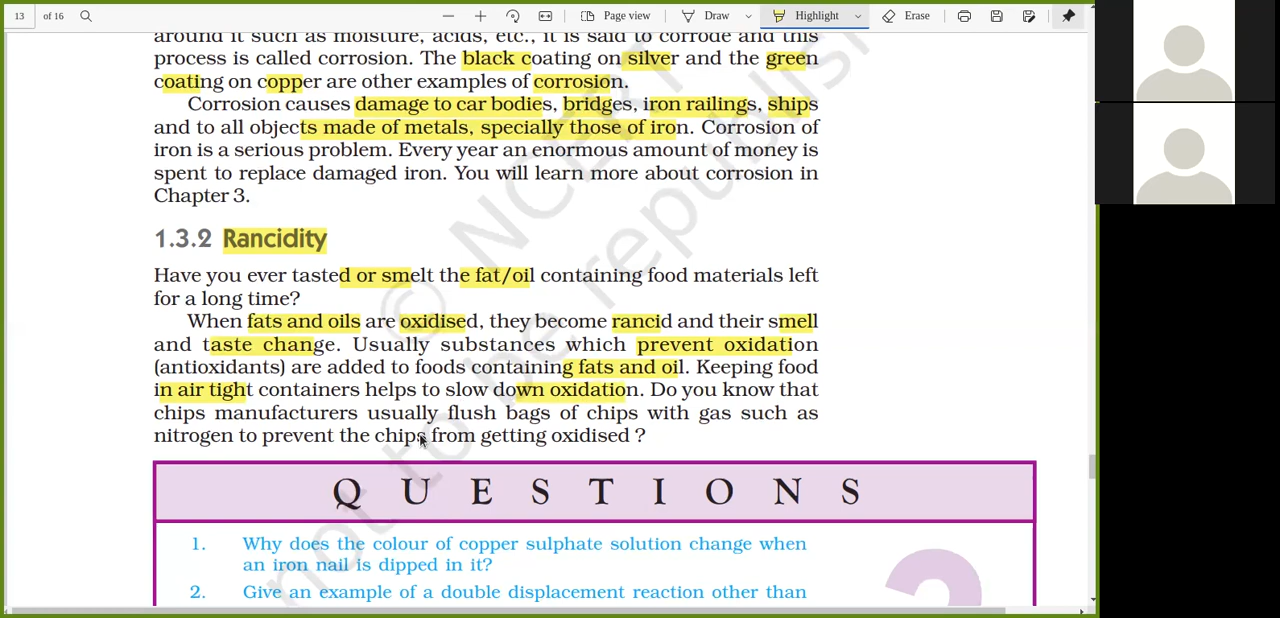 13 of 16 Page view Draw Highlight Erase
around it such as moisture, acids, etc., it is said to corrode and this
process is called corrosion. The black coating on silver and the green
coating on copper are other examples of corrosion.
Corrosion causes damage to car bodies, bridges, iron railings, ships
and to all objects made of metals, specially those of iron. Corrosion of
iron is a serious problem. Every year an enormous amount of money is
spent to replace damaged iron. You will learn more about corrosion in
Chapter 3.
1.3.2 Rancidity
Have you ever tasted or smelt the fat/oil containing food materials left
for a long time?
When fats and oils are oxidised, they become rancid and their smell
and taste change. Usually substances which prevent oxidation
(antioxidants) are added to foods containing fats and oil. Keeping food
in air tight containers helps to slow down oxidation. Do you know that
chips manufacturers usually flush bags of chips with gas such as
nitrogen to prevent the chips from getting oxidised ?
© NCERT
not to be republish
QUESTIONS
1. Why does the colour of copper sulphate solution change when
an iron nail is dipped in it?
2. Give an example of a double displacement reaction other than
?